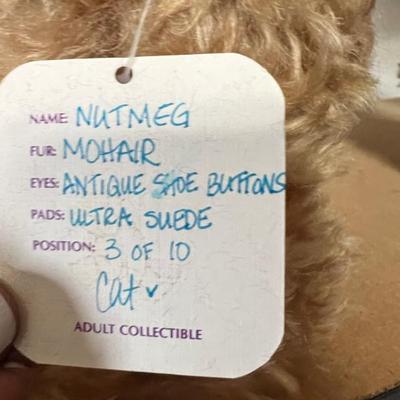 NAME: NUTMEG
FUR: MOHAIR
EYES: ANTIQUE SHOE BUTTONS
PADS: ULTRA SUEDE
POSITION: 3 OF 10
Cat
ADULT COLLECTIBLE